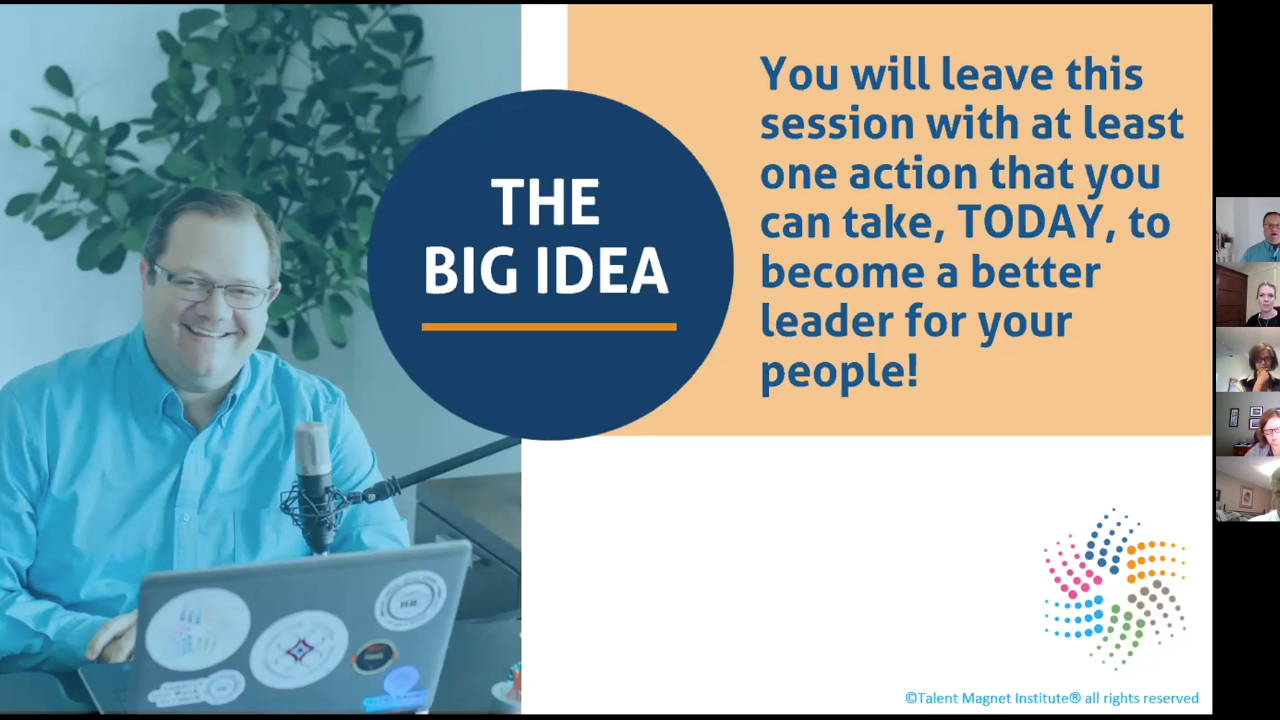 THE
BIG IDEA
You will leave this
session with at least
one action that you
can take, TODAY, to
become a better
leader for your
people!
©Talent Magnet Institute® all rights reserved